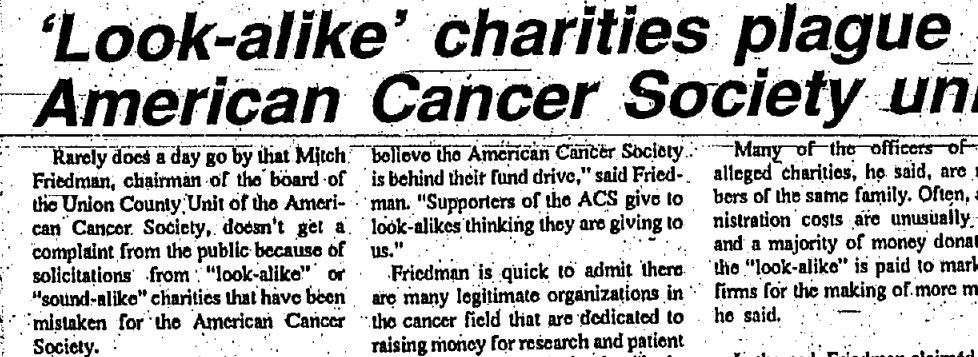 'Look-alike' charities plague
American Cancer Society
Rarely does a day go by that Mitch
Friedman, chairman of the board of
the Union County Unit of the Ameri-
can Cancer Society, doesn't get a
complaint from the public because of
solicitations from "look-alike" or
"sound-alike" charities that have been
mistaken for the American Cancer
Society.
believe the American Cancer Society
is behind their fund drive," said Fried-
man. "Supporters of the ACS give to
look-alikes thinking they are giving to
us."
Friedman is quick to admit there
are many legitimate organizations in
the cancer field that are dedicated to
raising money for research and patient
Many of the officers of
alleged charities, he said, are
bers of the same family. Often,
nistration costs are unusually
and a majority of money donat
the "look-alike" is paid to mark
firms for the making of more m
he said.